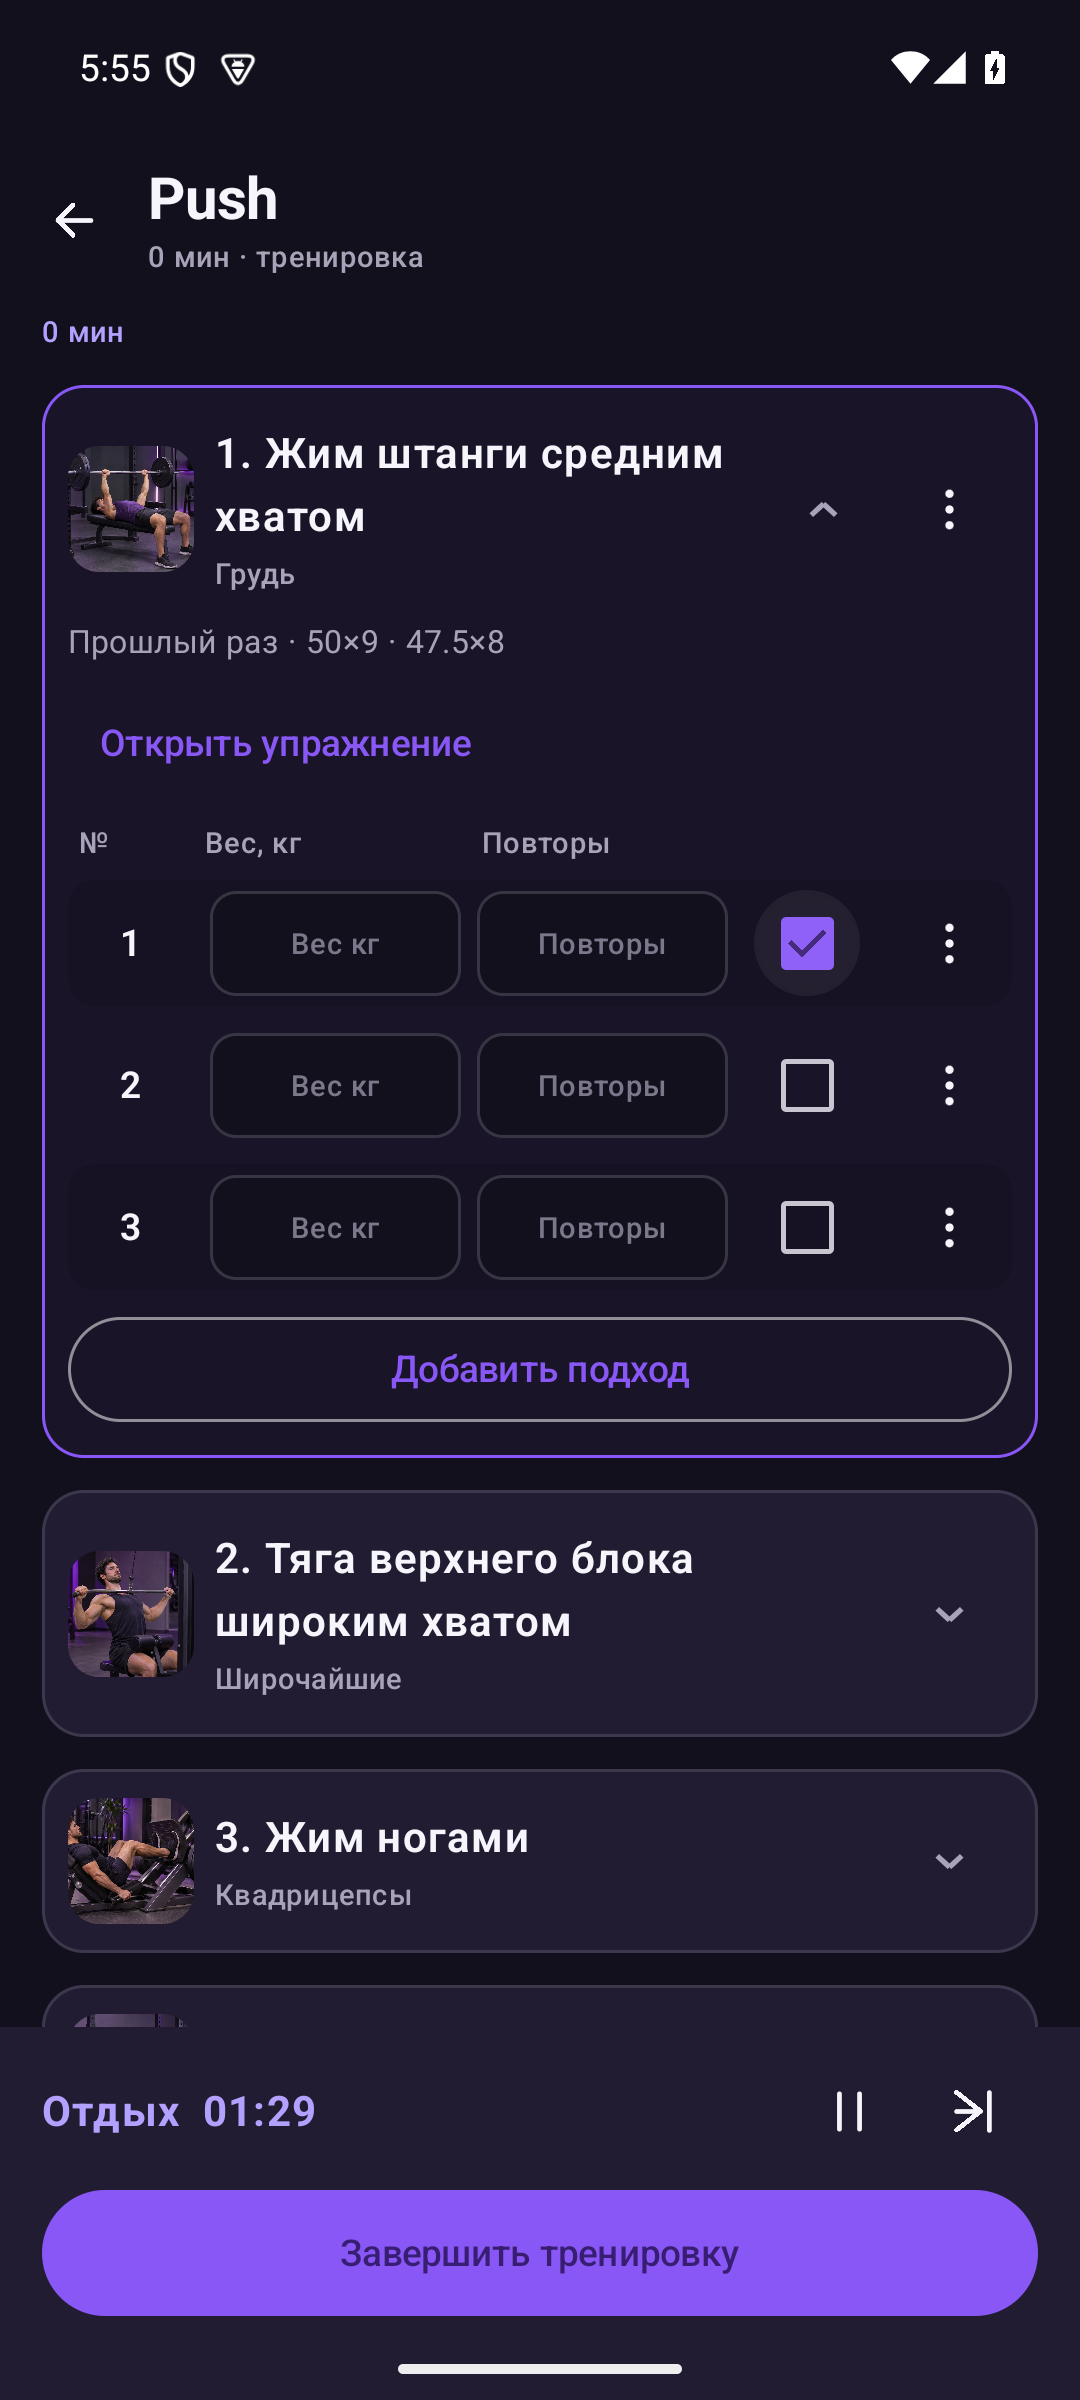 5:55
Push
0 мин · тренировка
0 мин
1. Жим штанги средним
хватом
Грудь
Прошлый раз · 50×9 · 47.5×8
Открыть упражнение
№ Вес, кг Повторы
1 Вес кг Повторы
2 Вес кг Повторы
3 Вес кг Повторы
Добавить подход
2. Тяга верхнего блока
широким хватом
Широчайшие
3. Жим ногами
Квадрицепсы
Отдых 01:29
Завершить тренировку